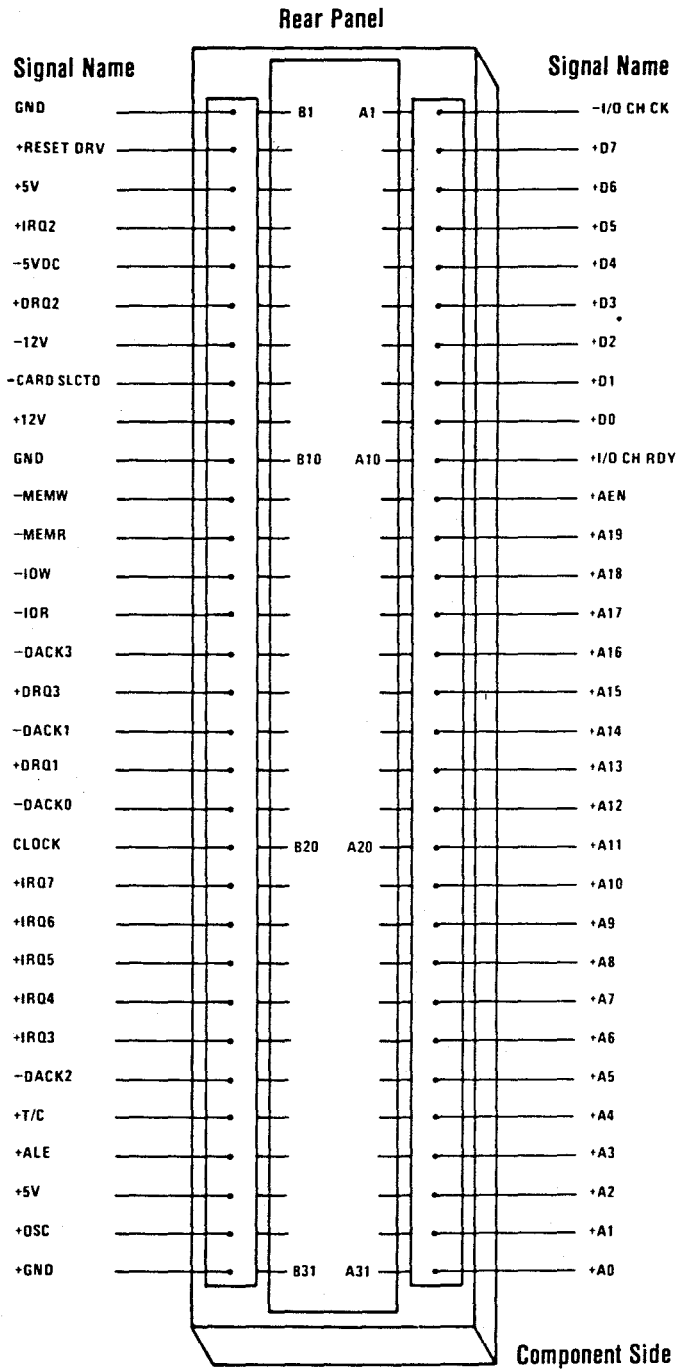 Rear Panel
Signal Name Signal Name
GND B1 A1 -I/O CH CK
+RESET DRV +D7
+5V +D6
+IRQ2 +D5
-5VDC +D4
+DRQ2 +D3
-12V +D2
-CARD SLCTD +D1
+12V +D0
GND B10 A10 +I/O CH RDY
-MEMW +AEN
-MEMR +A19
-IOW +A18
-IOR +A17
-DACK3 +A16
+DRQ3 +A15
-DACK1 +A14
+DRQ1 +A13
-DACK0 +A12
CLOCK B20 A20 +A11
+IRQ7 +A10
+IRQ6 +A9
+IRQ5 +A8
+IRQ4 +A7
+IRQ3 +A6
-DACK2 +A5
+T/C +A4
+ALE +A3
+5V +A2
+OSC +A1
+GND B31 A31 +A0
Component Side